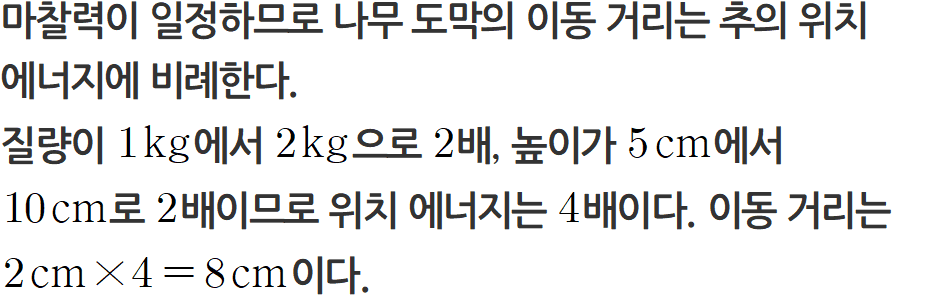 마찰력이 일정하므로 나무 도막의 이동 거리는 추의 위치
에너지에 비례한다.
질량이 1kg에서 2kg으로 2배, 높이가 5cm에서
10cm로 2배이므로 위치 에너지는 4배이다. 이동 거리는
2cm×4=8cm이다.